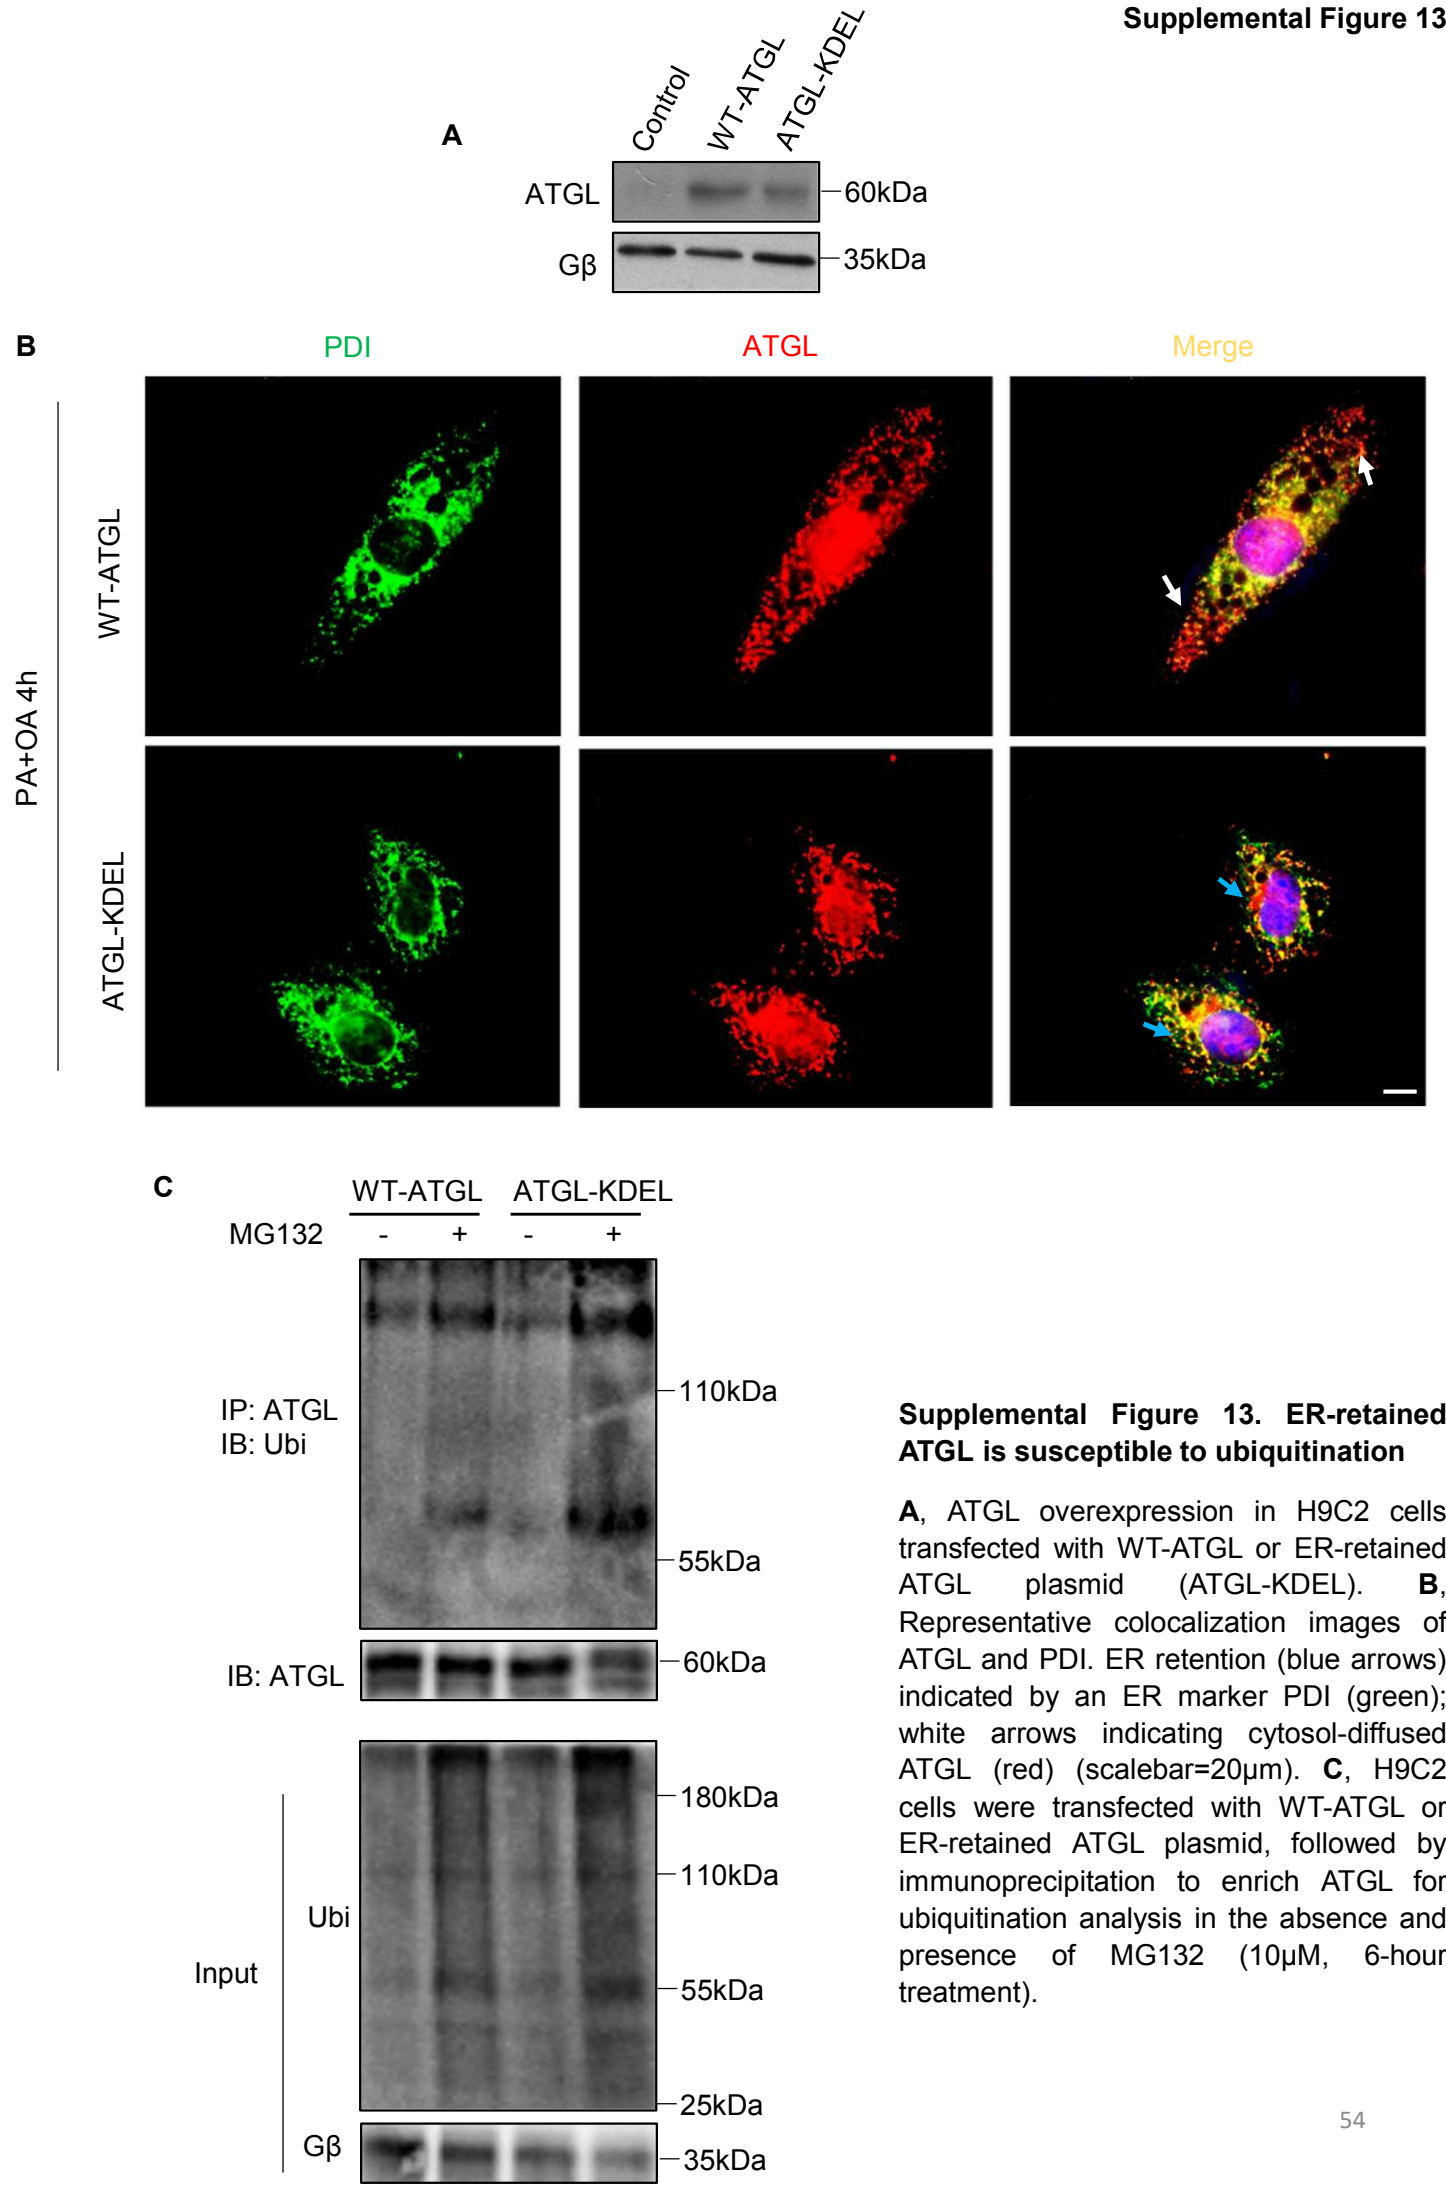 Supplemental Figure 13
A
Control
WT-ATGL
ATGL-KDEL
ATGL
60kDa
Gβ
35kDa
B
PDI
ATGL
Merge
PA+OA 4h
WT-ATGL
ATGL-KDEL
C
WT-ATGL ATGL-KDEL
MG132 - + - +
IP: ATGL
IB: Ubi
110kDa
55kDa
IB: ATGL
60kDa
Input
Ubi
180kDa
110kDa
55kDa
25kDa
Gβ
35kDa
Supplemental Figure 13. ER-retained
ATGL is susceptible to ubiquitination
A, ATGL overexpression in H9C2 cells
transfected with WT-ATGL or ER-retained
ATGL plasmid (ATGL-KDEL). B,
Representative colocalization images of
ATGL and PDI. ER retention (blue arrows)
indicated by an ER marker PDI (green);
white arrows indicating cytosol-diffused
ATGL (red) (scalebar=20μm). C, H9C2
cells were transfected with WT-ATGL or
ER-retained ATGL plasmid, followed by
immunoprecipitation to enrich ATGL for
ubiquitination analysis in the absence and
presence of MG132 (10μM, 6-hour
treatment).
54